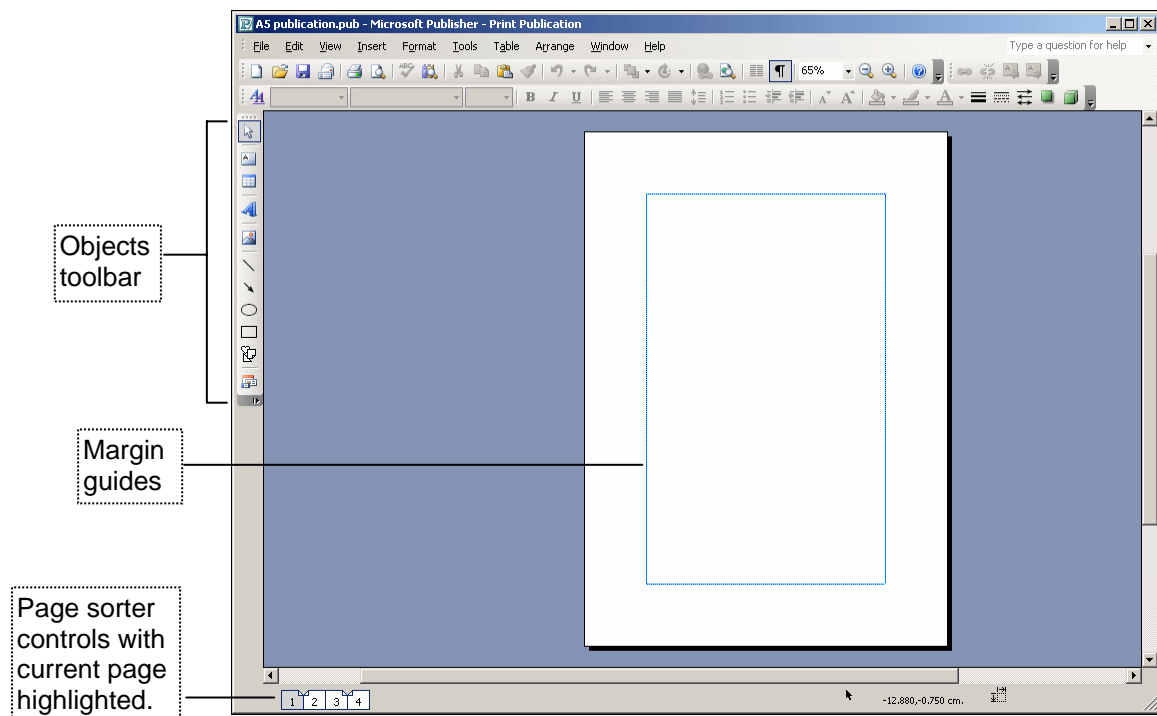 A5 publication.pub - Microsoft Publisher - Print Publication
File Edit View Insert Format Tools Table Arrange Window Help
Type a question for help
ABC
65%
B I U
Objects
toolbar
Margin
guides
Page sorter
controls with
current page
highlighted.
1 2 3 4
-12.880,-0.750 cm.